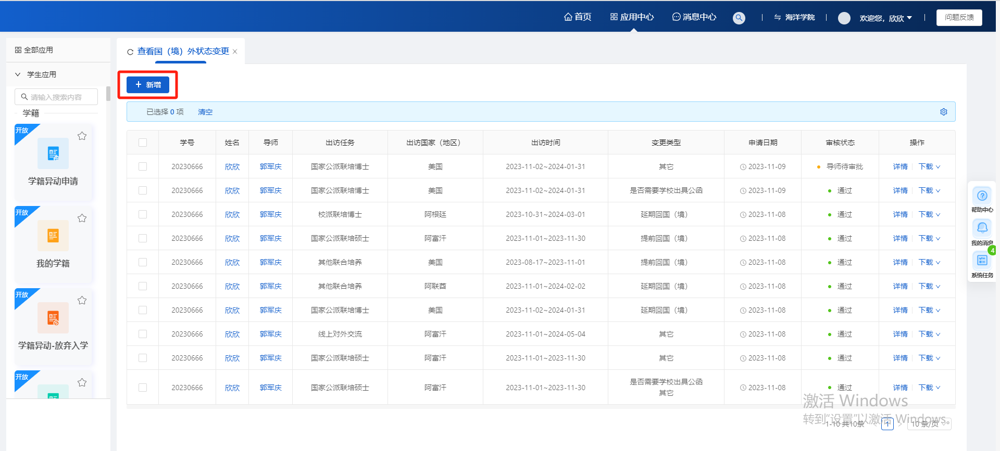 首页
应用中心
消息中心
海洋学院
欢迎您，欣欣
问题反馈
全部应用
学生应用
请输入搜索内容
学籍
开放
学籍异动申请
开放
我的学籍
开放
学籍异动-放弃入学
开放
查看国（境）外状态变更
新增
已选择 0 项 清空
学号 姓名 导师 出访任务 出访国家（地区） 出访时间 变更类型 申请日期 审核状态 操作
20230666 欣欣 郭军庆 国家公派联培博士 美国 2023-11-02~2024-01-31 其它 2023-11-09 导师待审批 详情 下载
20230666 欣欣 郭军庆 国家公派联培博士 美国 2023-11-02~2024-01-31 是否需要学校出具公函 2023-11-09 通过 详情 下载
20230666 欣欣 郭军庆 校派联培博士 阿根廷 2023-10-31~2024-03-01 延期回国（境） 2023-11-08 通过 详情 下载
20230666 欣欣 郭军庆 国家公派联培硕士 阿富汗 2023-11-01~2023-11-30 提前回国（境） 2023-11-08 通过 详情 下载
20230666 欣欣 郭军庆 其他联合培养 美国 2023-08-17~2023-11-01 提前回国（境） 2023-11-08 通过 详情 下载
20230666 欣欣 郭军庆 其他联合培养 阿联酋 2023-11-01~2024-02-02 延期回国（境） 2023-11-08 通过 详情 下载
20230666 欣欣 郭军庆 国家公派联培博士 美国 2023-11-02~2024-01-31 延期回国（境） 2023-11-08 通过 详情 下载
20230666 欣欣 郭军庆 线上对外交流 阿富汗 2023-11-01~2024-05-04 其它 2023-11-08 通过 详情 下载
20230666 欣欣 郭军庆 国家公派联培硕士 阿富汗 2023-11-01~2023-11-30 其它 2023-11-08 通过 详情 下载
20230666 欣欣 郭军庆 国家公派联培硕士 阿富汗 2023-11-01~2023-11-30 是否需要学校出具公函 2023-11-08 通过 详情 下载
其它
激活 Windows
转到"设置"以激活 Windows。
1-10 共10条 1 10 条/页
帮助中心
我的消息
4
系统任务